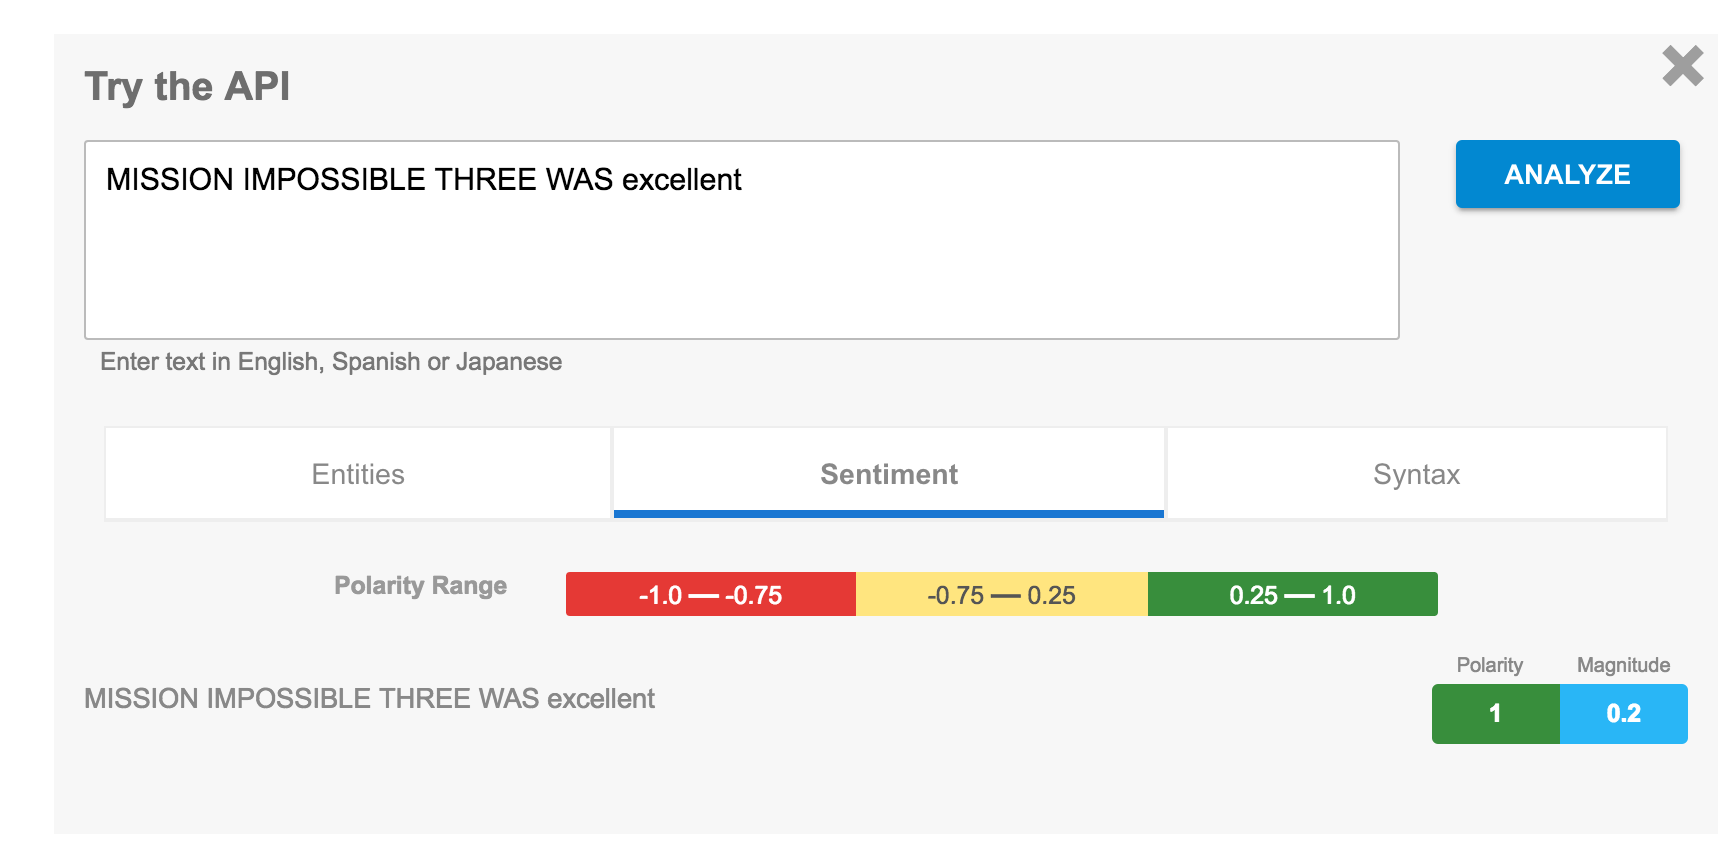 Try the API
MISSION IMPOSSIBLE THREE WAS excellent
ANALYZE
Enter text in English, Spanish or Japanese
Entities
Sentiment
Syntax
Polarity Range
-1.0 — -0.75
-0.75 — 0.25
0.25 — 1.0
Polarity
Magnitude
MISSION IMPOSSIBLE THREE WAS excellent
1
0.2